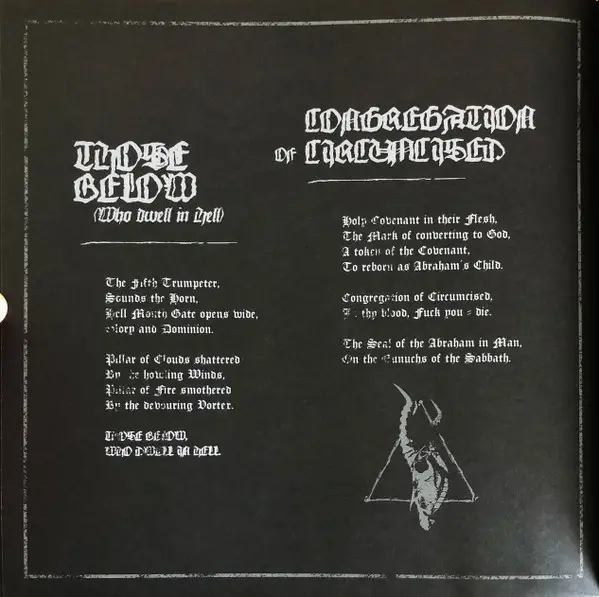 THOSE
BELOW
(Who dwell in hell)
The Fifth Trumpeter,
Sounds the Horn,
Hell Mouth Gate opens wide,
Glory and Dominion.
Pillar of Clouds shattered
By the howling Winds,
Pillar of Fire smothered
By the devouring Vortex.
THOSE BELOW,
WHO DWELL IN HELL
CONGREGATION
OF CIRCUMCISED
Holy Covenant in their Flesh,
The Mark of converting to God,
A token of the Covenant,
To reborn as Abraham's Child.
Congregation of Circumcised,
thy blood, Fuck you = die.
The Seal of the Abraham in Man,
On the Eunuchs of the Sabbath.